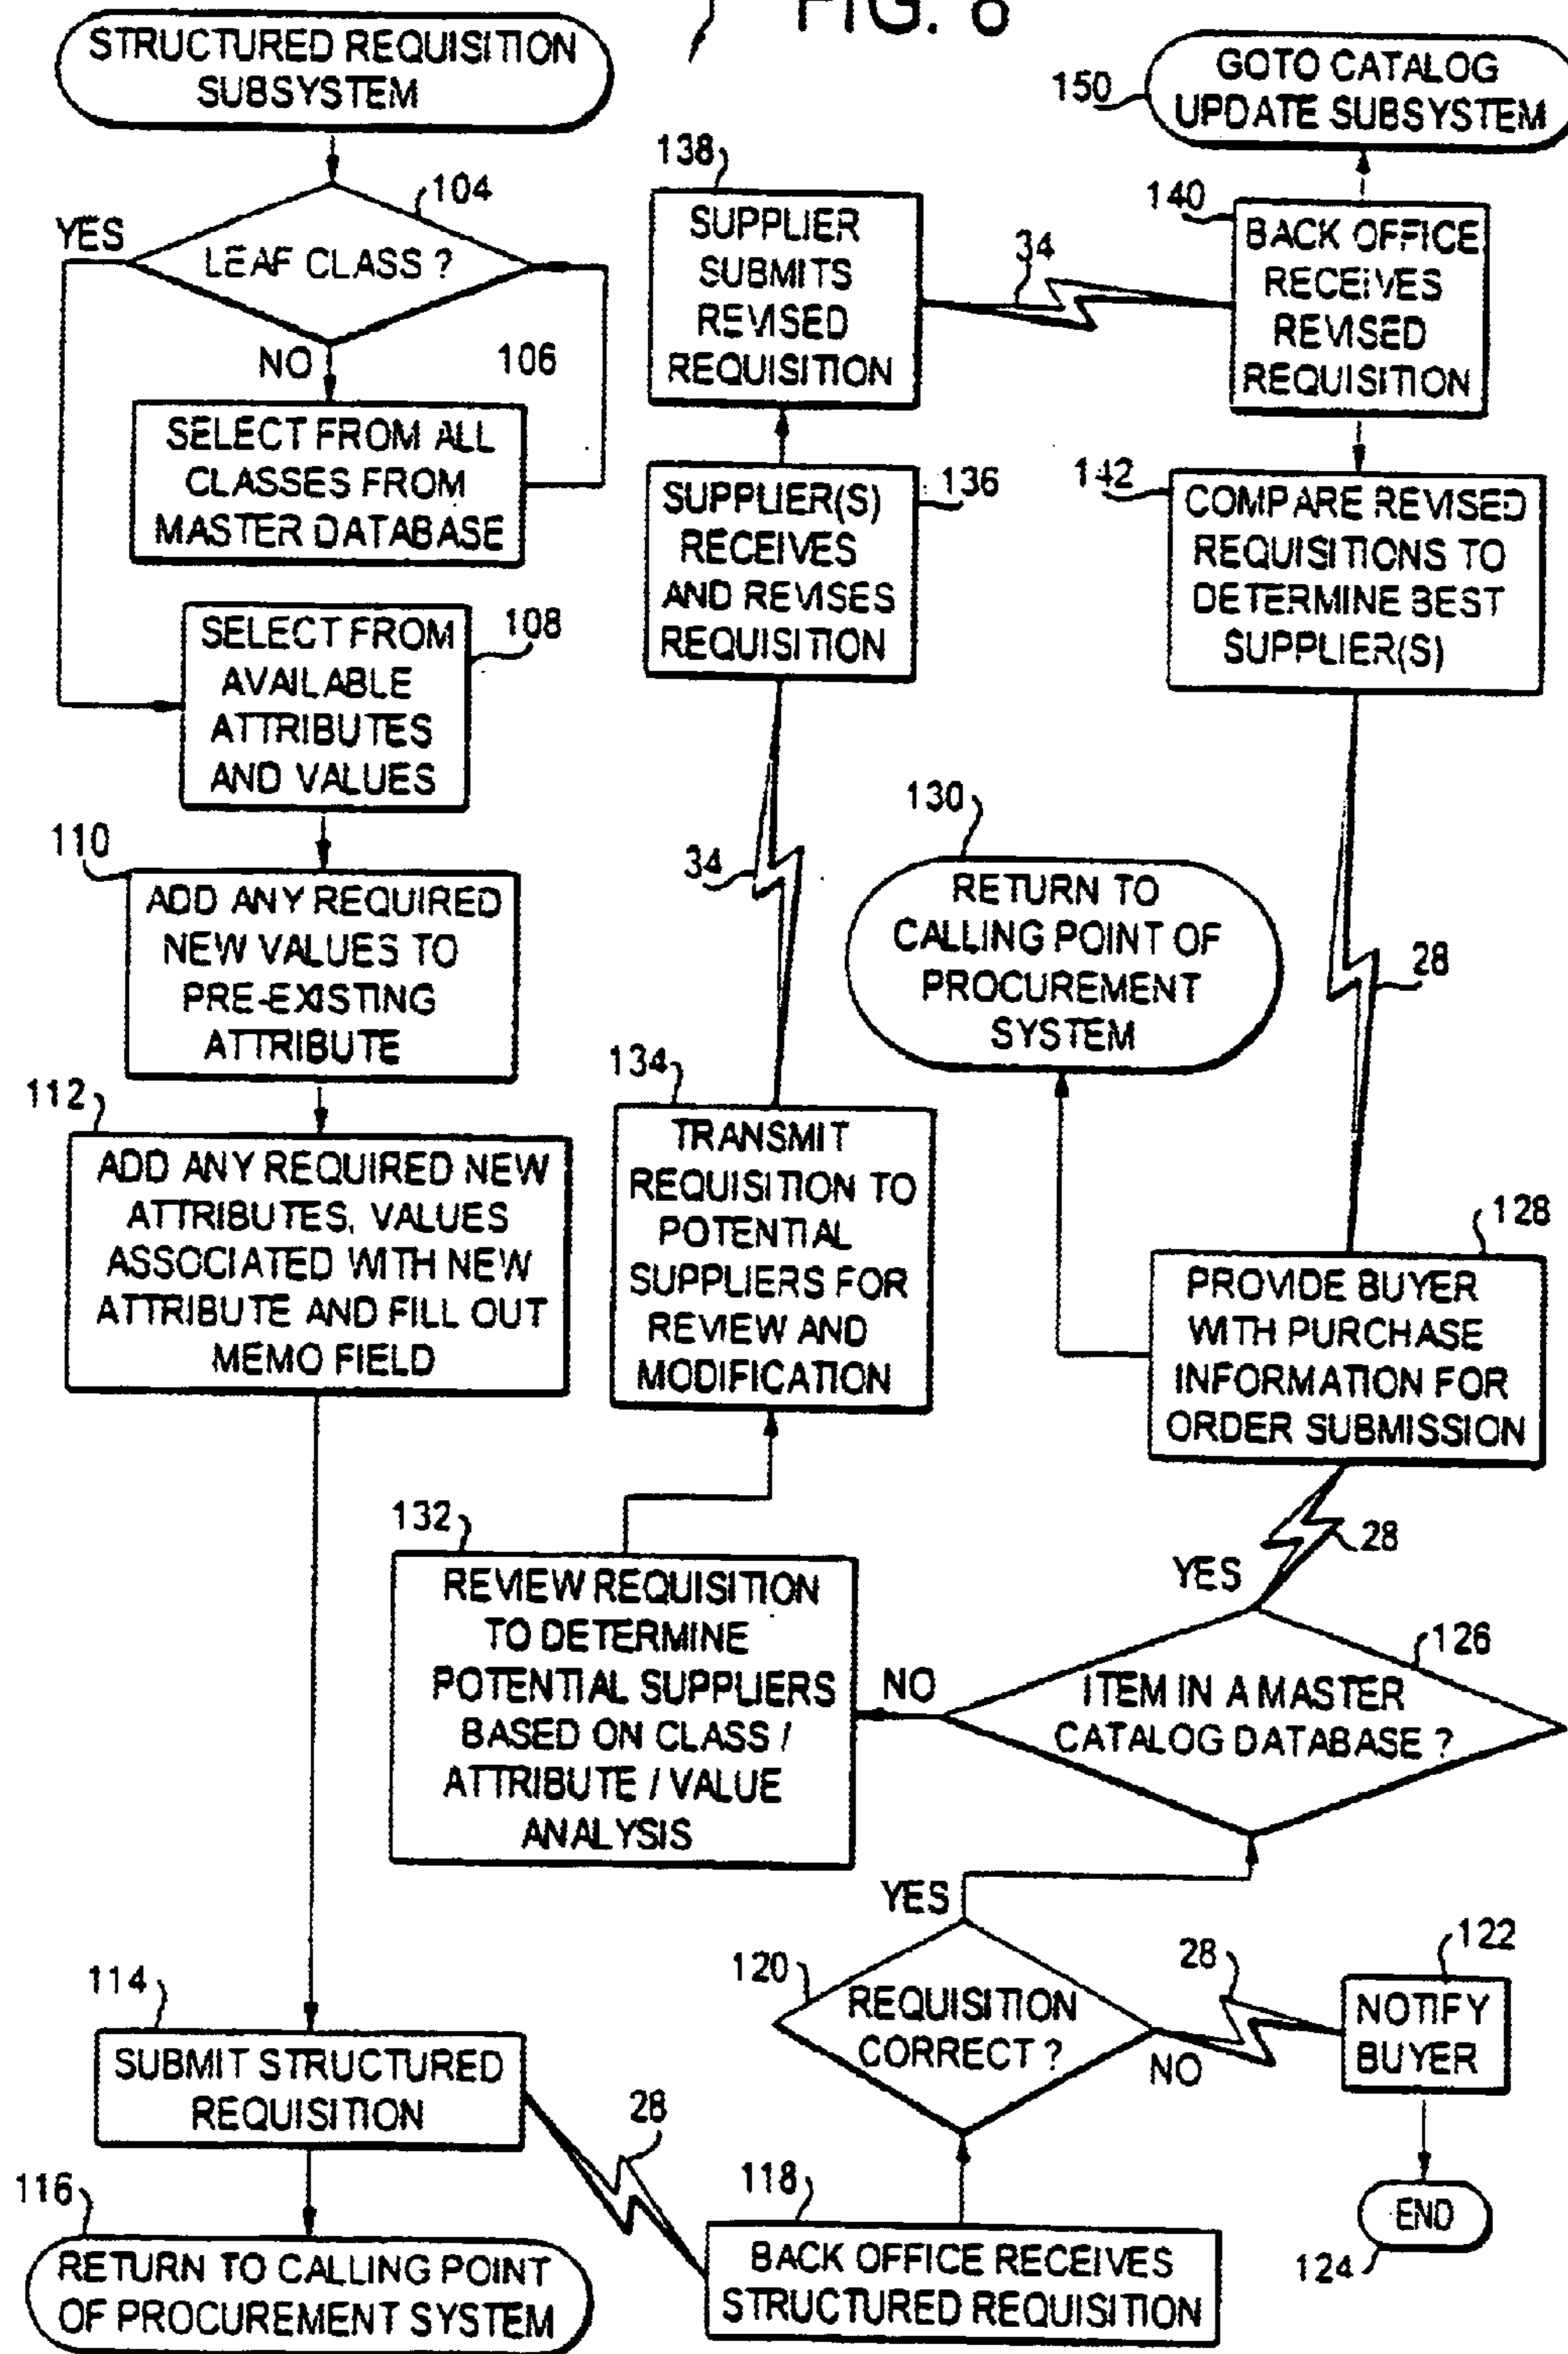 FIG. 6
STRUCTURED REQUISITION
SUBSYSTEM
104
YES
LEAF CLASS ?
NO
106
SELECT FROM ALL
CLASSES FROM
MASTER DATABASE
SELECT FROM
AVAILABLE
ATTRIBUTES
AND VALUES
108
110
ADD ANY REQUIRED
NEW VALUES TO
PRE-EXISTING
ATTRIBUTE
112
ADD ANY REQUIRED NEW
ATTRIBUTES, VALUES
ASSOCIATED WITH NEW
ATTRIBUTE AND FILL OUT
MEMO FIELD
114
SUBMIT STRUCTURED
REQUISITION
116
RETURN TO CALLING POINT
OF PROCUREMENT SYSTEM
28
118
BACK OFFICE RECEIVES
STRUCTURED REQUISITION
120
REQUISITION
CORRECT ?
YES
NO
28
122
NOTIFY
BUYER
END
124
126
ITEM IN A MASTER
CATALOG DATABASE ?
YES
NO
28
128
PROVIDE BUYER
WITH PURCHASE
INFORMATION FOR
ORDER SUBMISSION
130
RETURN TO
CALLING POINT OF
PROCUREMENT
SYSTEM
132
REVIEW REQUISITION
TO DETERMINE
POTENTIAL SUPPLIERS
BASED ON CLASS /
ATTRIBUTE / VALUE
ANALYSIS
134
TRANSMIT
REQUISITION TO
POTENTIAL
SUPPLIERS FOR
REVIEW AND
MODIFICATION
34
136
SUPPLIER(S)
RECEIVES
AND REVISES
REQUISITION
138
SUPPLIER
SUBMITS
REVISED
REQUISITION
34
140
BACK OFFICE
RECEIVES
REVISED
REQUISITION
150
GOTO CATALOG
UPDATE SUBSYSTEM
142
COMPARE REVISED
REQUISITIONS TO
DETERMINE BEST
SUPPLIER(S)
28